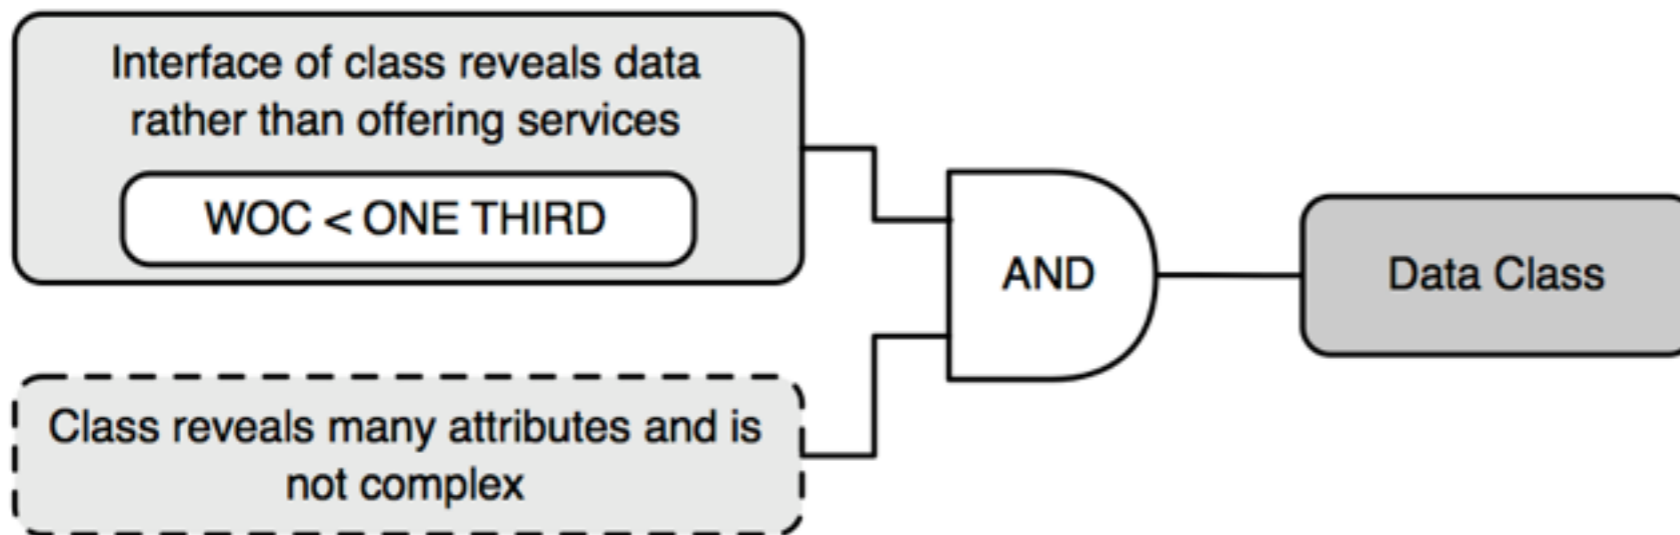 Interface of class reveals data
rather than offering services
WOC < ONE THIRD
AND
Data Class
Class reveals many attributes and is
not complex